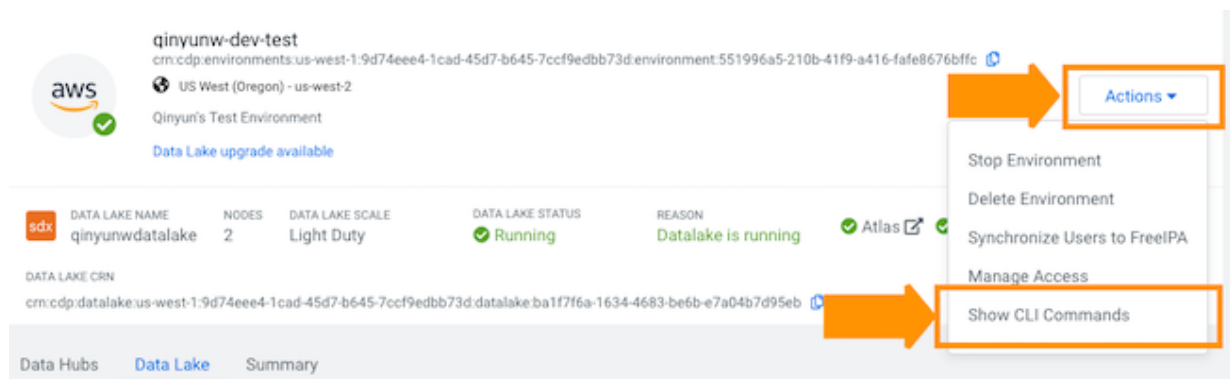 qinyunw-dev-test
crn:cdp:environments:us-west-1:9d74eee4-1cad-45d7-b645-7ccf9edbb73d:environment:551996a5-210b-41f9-a416-fafe8676bffc
aws
US West (Oregon) - us-west-2
Actions
Qinyun's Test Environment
Data Lake upgrade available
Stop Environment
Delete Environment
Synchronize Users to FreeIPA
Manage Access
Show CLI Commands
sdx
DATA LAKE NAME NODES DATA LAKE SCALE DATA LAKE STATUS REASON
qinyunwdatalake 2 Light Duty Running Datalake is running Atlas
DATA LAKE CRN
crn:cdp:datalake:us-west-1:9d74eee4-1cad-45d7-b645-7ccf9edbb73d:datalake:ba1f7f6a-1634-4683-be6b-e7a04b7d95eb
Data Hubs Data Lake Summary